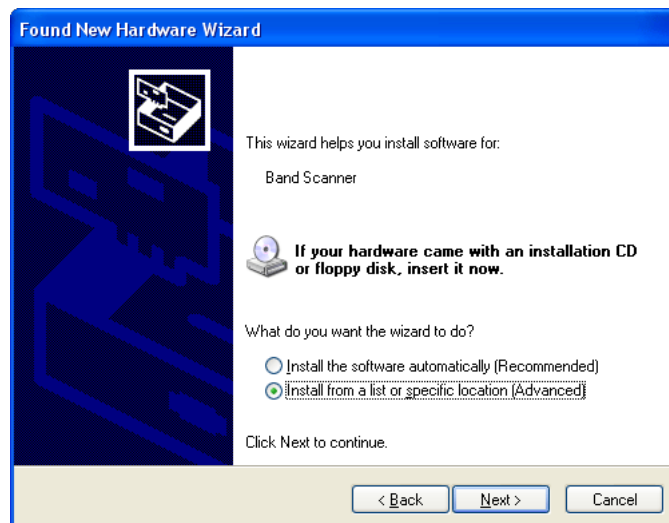 Found New Hardware Wizard
This wizard helps you install software for:
Band Scanner
If your hardware came with an installation CD
or floppy disk, insert it now.
What do you want the wizard to do?
Install the software automatically (Recommended)
Install from a list or specific location (Advanced)
Click Next to continue.
< Back
Next >
Cancel